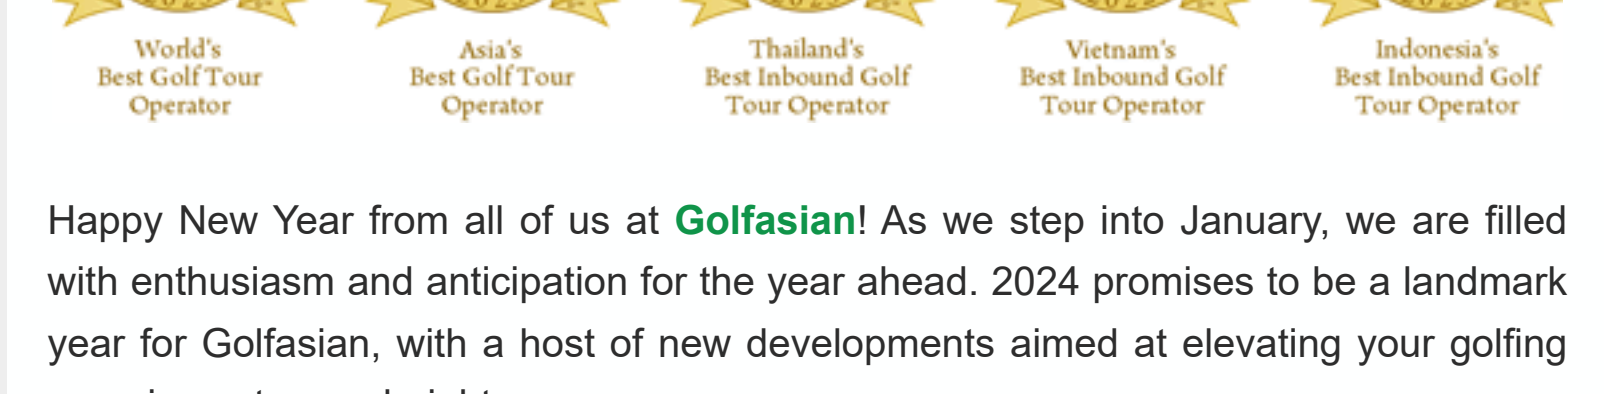 World's
Best Golf Tour
Operator
Asia's
Best Golf Tour
Operator
Thailand's
Best Inbound Golf
Tour Operator
Vietnam's
Best Inbound Golf
Tour Operator
Indonesia's
Best Inbound Golf
Tour Operator
Happy New Year from all of us at Golfasian! As we step into January, we are filled
with enthusiasm and anticipation for the year ahead. 2024 promises to be a landmark
year for Golfasian, with a host of new developments aimed at elevating your golfing